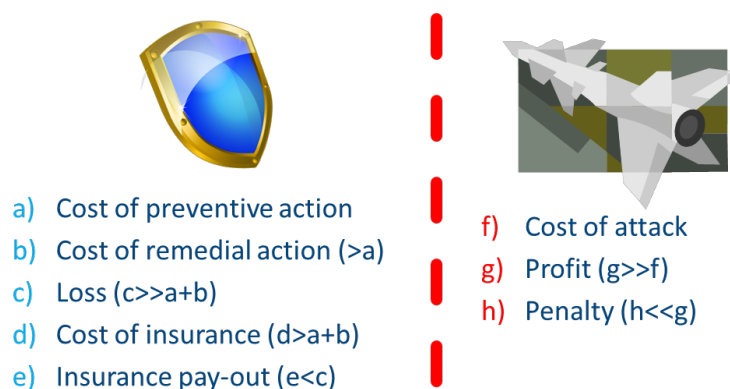 a) Cost of preventive action
b) Cost of remedial action (>a)
c) Loss (c>>a+b)
d) Cost of insurance (d>a+b)
e) Insurance pay-out (e<c)
f) Cost of attack
g) Profit (g>>f)
h) Penalty (h<<g)